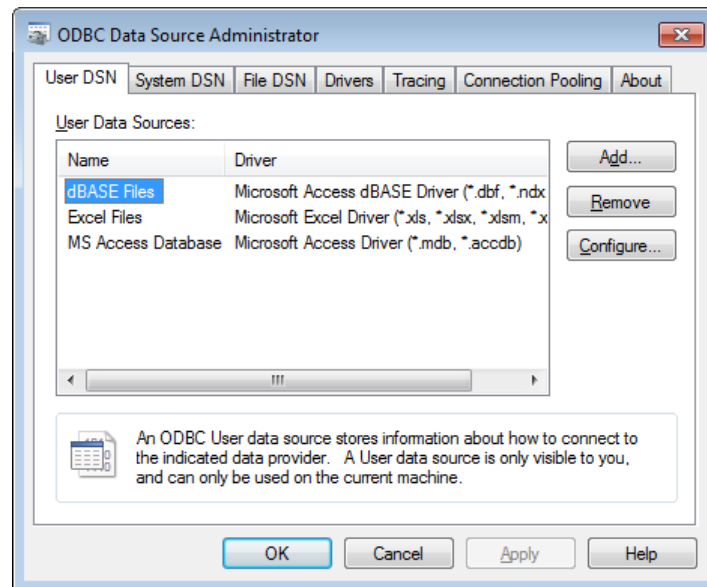 ODBC Data Source Administrator
User DSN System DSN File DSN Drivers Tracing Connection Pooling About
User Data Sources:
Name Driver
dBASE Files Microsoft Access dBASE Driver (*.dbf, *.ndx
Excel Files Microsoft Excel Driver (*.xls, *.xlsx, *.xlsm, *.x
MS Access Database Microsoft Access Driver (*.mdb, *.accdb)
Add...
Remove
Configure...
An ODBC User data source stores information about how to connect to
the indicated data provider. A User data source is only visible to you,
and can only be used on the current machine.
OK Cancel Apply Help